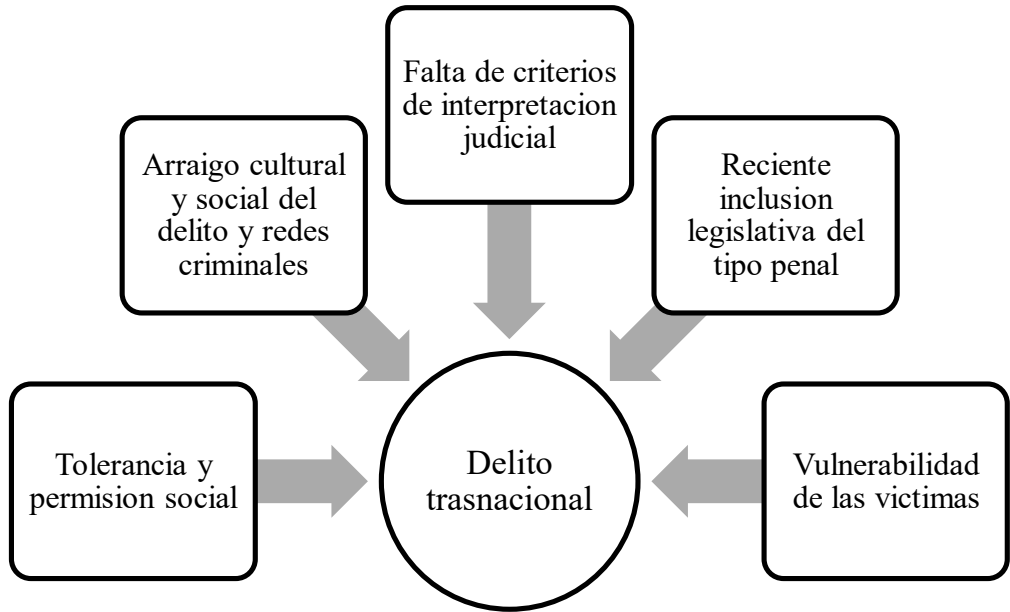 Falta de criterios
de interpretacion
judicial
Arraigo cultural
y social del
delito y redes
criminales
Reciente
inclusion
legislativa del
tipo penal
Tolerancia y
permision social
Delito
trasnacional
Vulnerabilidad
de las victimas